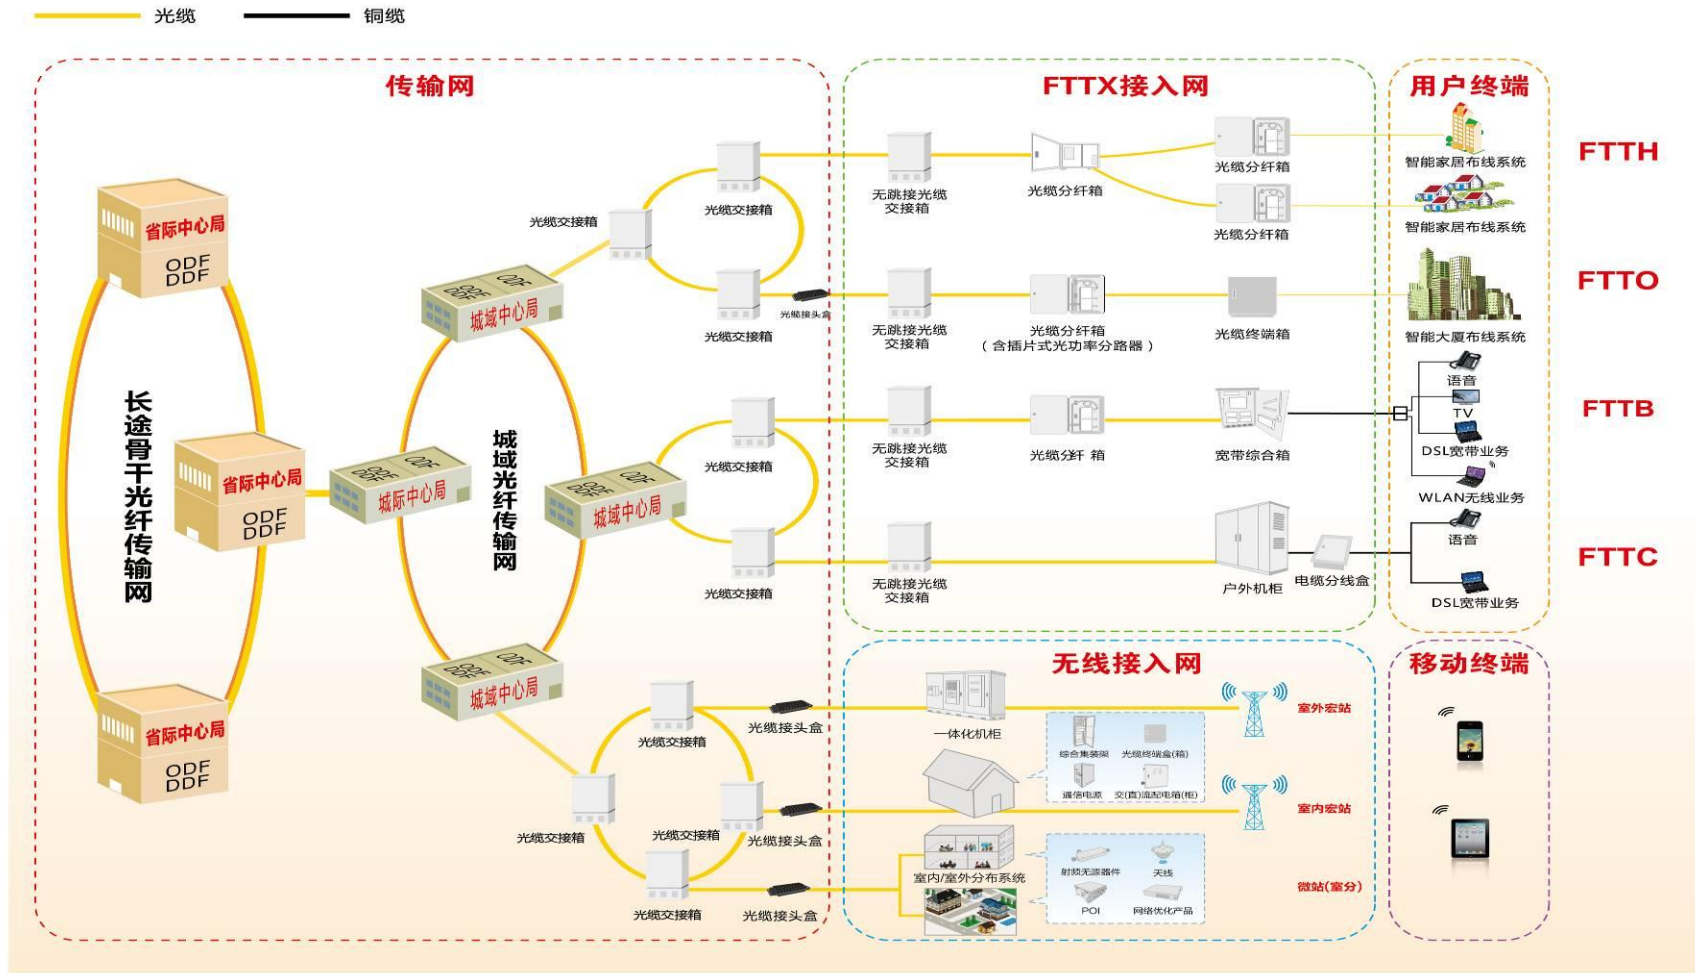 光缆
铜缆
传输网
FTTX接入网
用户终端
光缆交接箱
光缆交接箱
光缆交接箱
光缆接头盒
无跳接光缆
交接箱
光缆分纤箱
光缆分纤箱
光缆分纤箱
智能家居布线系统
智能家居布线系统
FTTH
无跳接光缆
交接箱
光缆分纤箱
(含插片式光功率分路器)
光缆终端箱
智能大厦布线系统
FTTO
省际中心局
ODF
DDF
长途骨干光纤传输网
省际中心局
ODF
DDF
省际中心局
ODF
DDF
ODF
ODF
DDF
城域中心局
ODF
ODF
DDF
城际中心局
城域光纤传输网
ODF
ODF
DDF
城域中心局
ODF
ODF
DDF
城域中心局
光缆交接箱
光缆交接箱
无跳接光缆
交接箱
光缆分纤 箱
宽带综合箱
语音
TV
DSL宽带业务
WLAN无线业务
FTTB
无跳接光缆
交接箱
户外机柜
电缆分线盒
语音
DSL宽带业务
FTTC
光缆交接箱
光缆交接箱
光缆交接箱
光缆交接箱
光缆接头盒
光缆接头盒
光缆接头盒
无线接入网
一体化机柜
室外宏站
综合集装架
光缆终端盒(箱)
通信电源
交(直)流配电箱(柜)
室内宏站
室内/室外分布系统
射频无源器件
天线
POI
网络优化产品
微站(室分)
移动终端